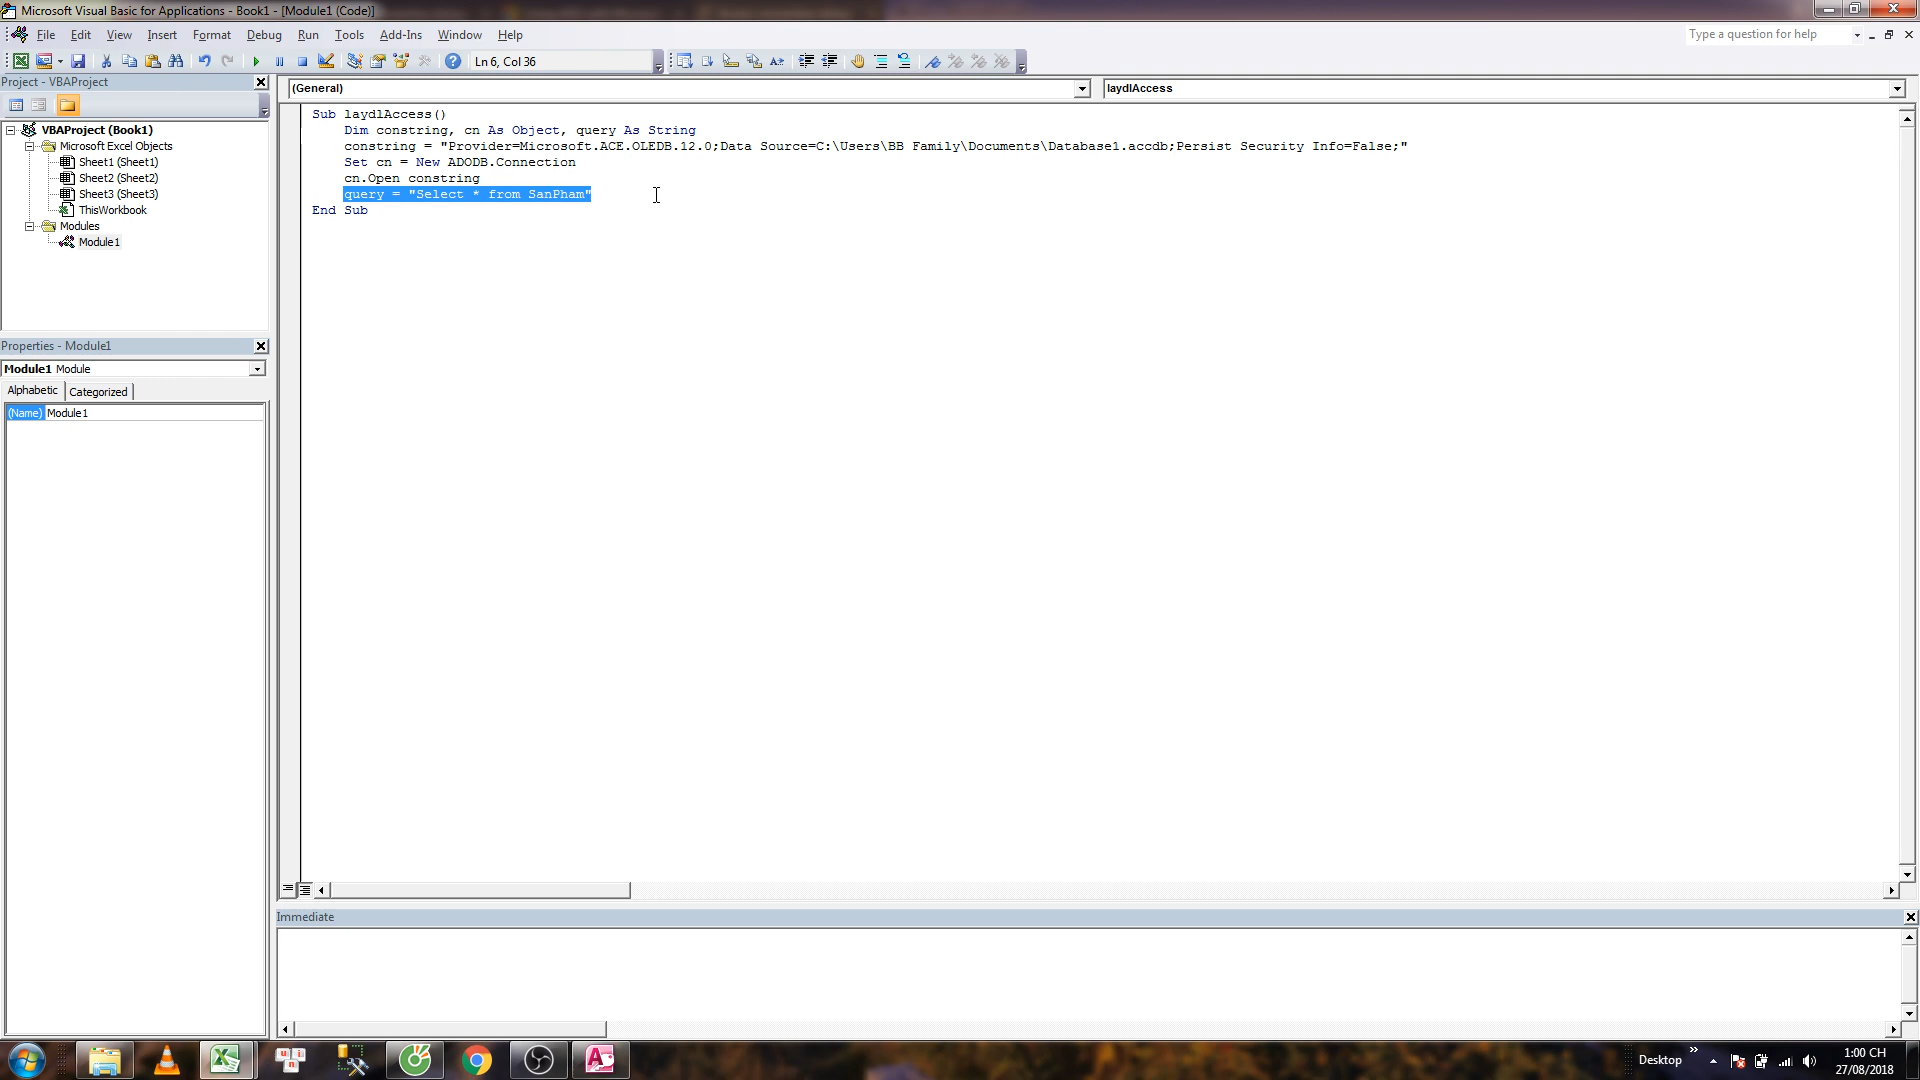 Microsoft Visual Basic for Applications - Book1 - [Module1 (Code)]
File Edit View Insert Format Debug Run Tools Add-Ins Window Help
Type a question for help
Ln 6, Col 36
Project - VBAProject
(General)
laydlAccess
VBAProject (Book1)
Microsoft Excel Objects
Sheet1 (Sheet1)
Sheet2 (Sheet2)
Sheet3 (Sheet3)
ThisWorkbook
Modules
Module1
Sub laydlAccess()
Dim constring, cn As Object, query As String
constring = "Provider=Microsoft.ACE.OLEDB.12.0;Data Source=C:\Users\BB Family\Documents\Database1.accdb;Persist Security Info=False;"
Set cn = New ADODB.Connection
cn.Open constring
query = "Select * from SanPham"
End Sub
Properties - Module1
Module1 Module
Alphabetic Categorized
(Name) Module1
Immediate
Desktop
1:00 CH
27/08/2018